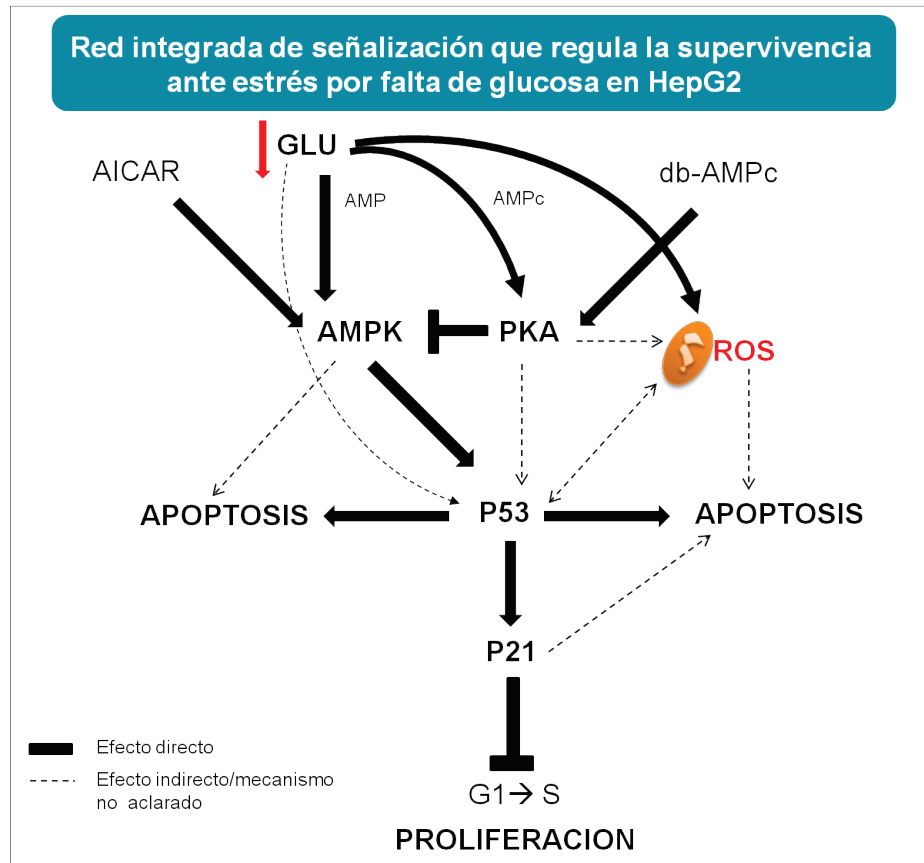 Red integrada de señalización que regula la supervivencia
ante estrés por falta de glucosa en HepG2
GLU
AICAR
db-AMPc
AMP
AMPc
AMPK
PKA
ROS
APOPTOSIS
P53
APOPTOSIS
P21
Efecto directo
Efecto indirecto/mecanismo
no aclarado
G1→ S
PROLIFERACION